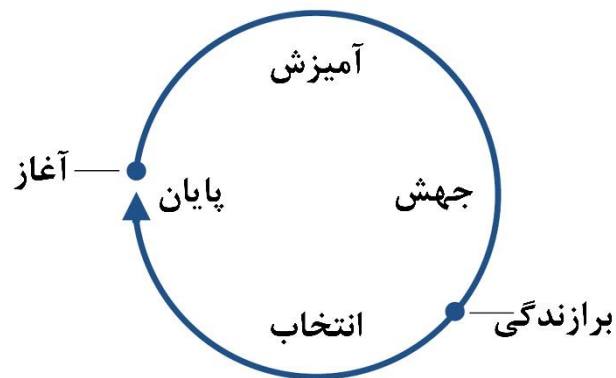 آمیزش
آغاز
پایان
جهش
برازندگی
انتخاب